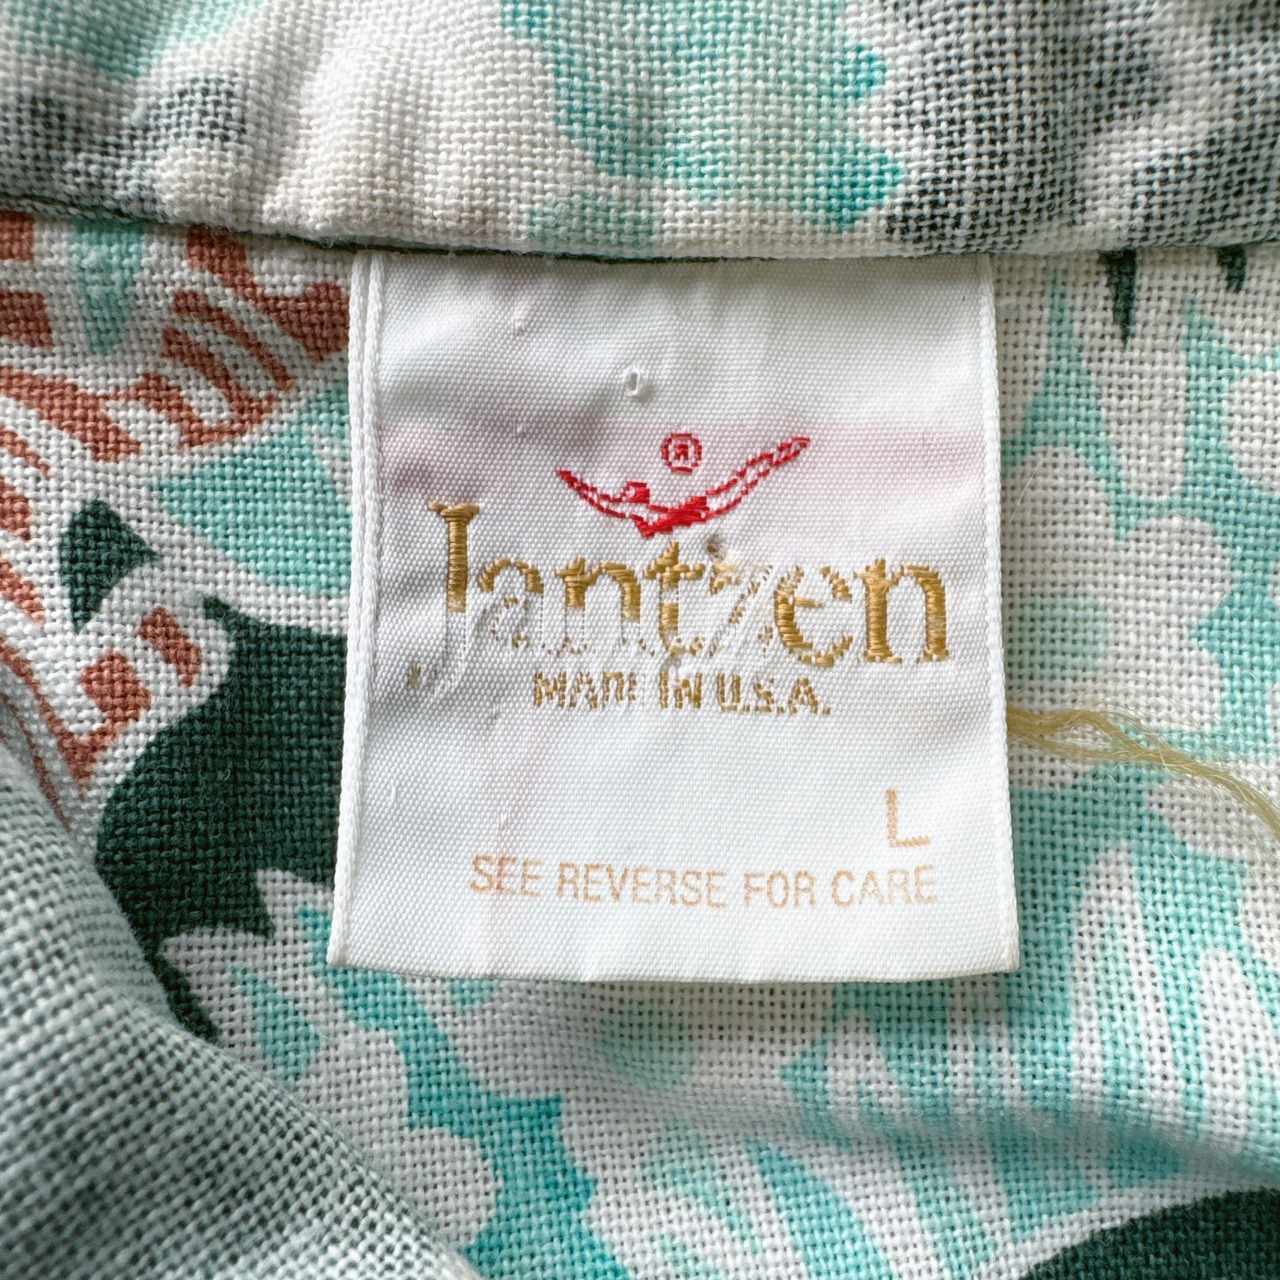 ®
Jantzen
MADE IN U.S.A.
L
SEE REVERSE FOR CARE